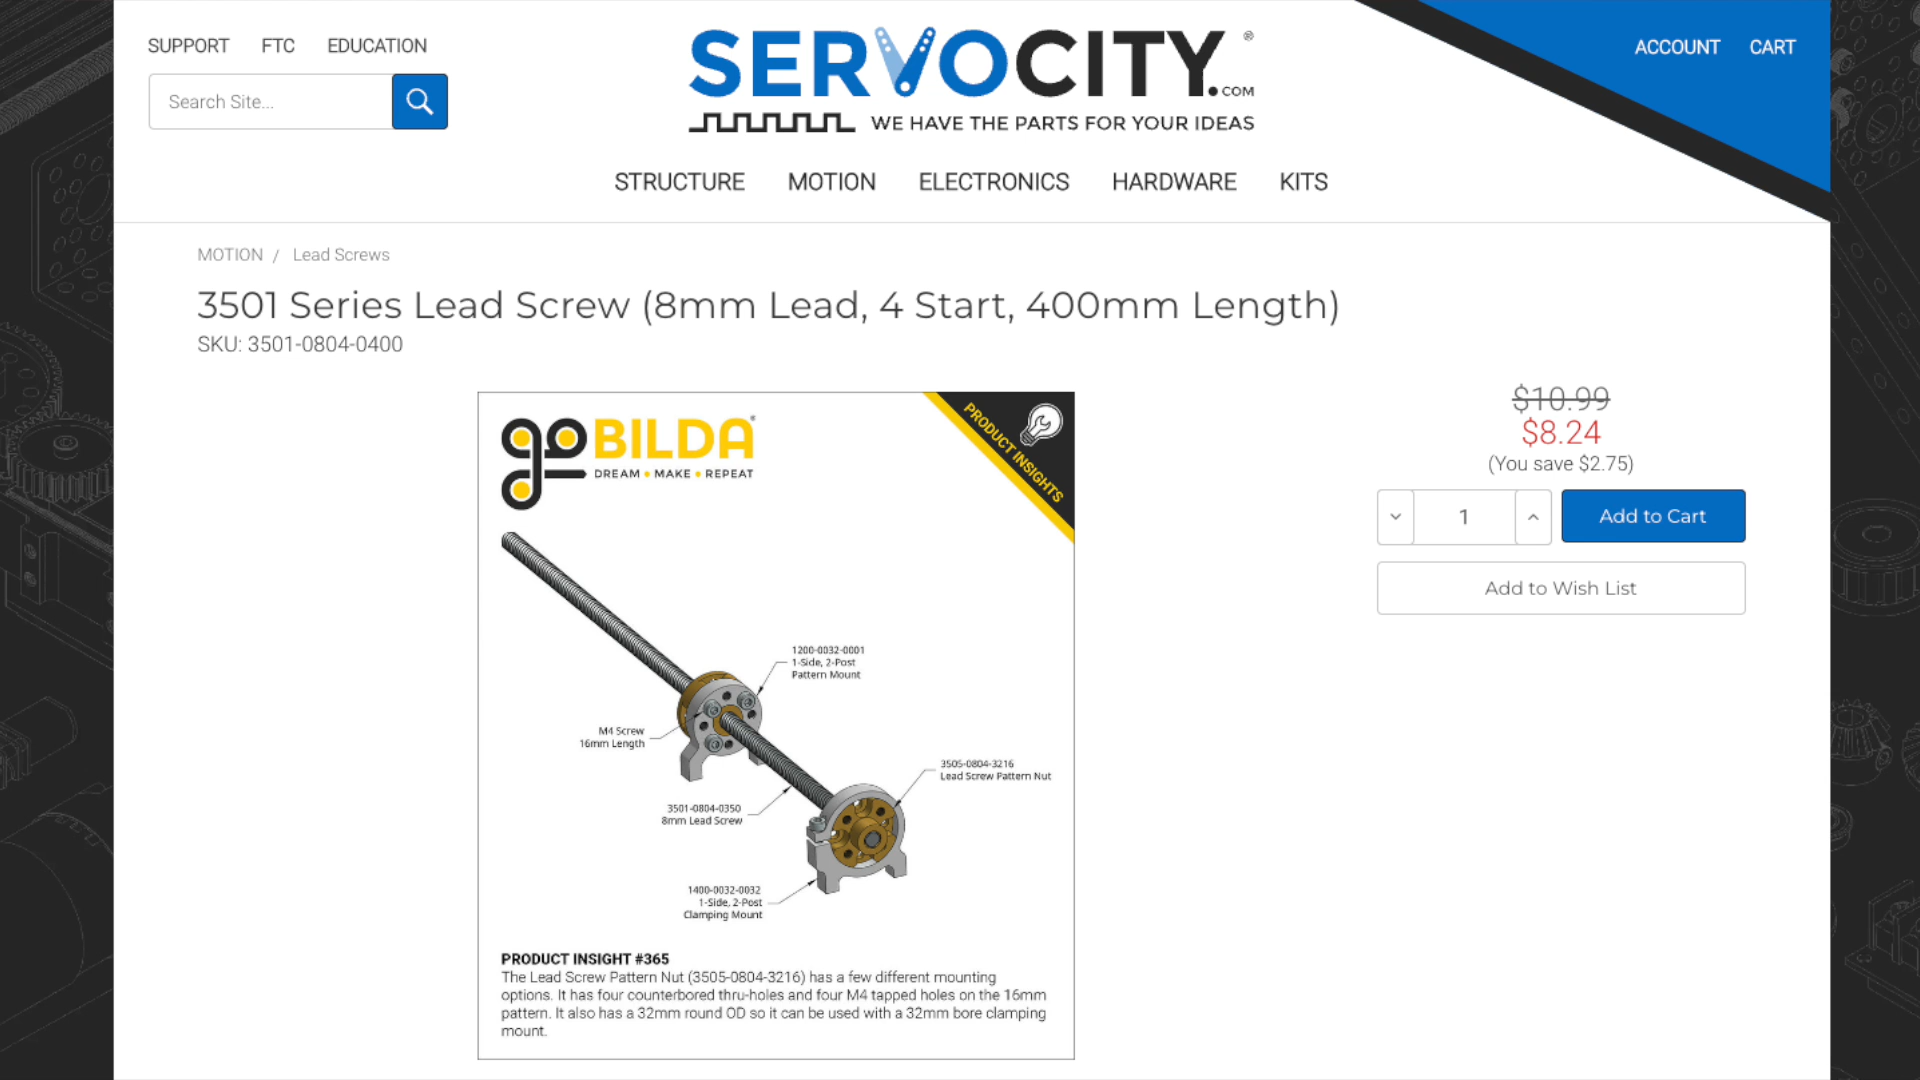 SUPPORT FTC EDUCATION
Search Site...
SERVOCITY®
.COM
WE HAVE THE PARTS FOR YOUR IDEAS
ACCOUNT CART
STRUCTURE MOTION ELECTRONICS HARDWARE KITS
MOTION / Lead Screws
3501 Series Lead Screw (8mm Lead, 4 Start, 400mm Length)
SKU: 3501-0804-0400
goBILDA®
DREAM • MAKE • REPEAT
PRODUCT INSIGHTS
1200-0032-0001
1-Side, 2-Post
Pattern Mount
M4 Screw
16mm Length
3505-0804-3216
Lead Screw Pattern Nut
3501-0804-0350
8mm Lead Screw
1400-0032-0032
1-Side, 2-Post
Clamping Mount
PRODUCT INSIGHT #365
The Lead Screw Pattern Nut (3505-0804-3216) has a few different mounting
options. It has four counterbored thru-holes and four M4 tapped holes on the 16mm
pattern. It also has a 32mm round OD so it can be used with a 32mm bore clamping
mount.
$10.99
$8.24
(You save $2.75)
1
Add to Cart
Add to Wish List